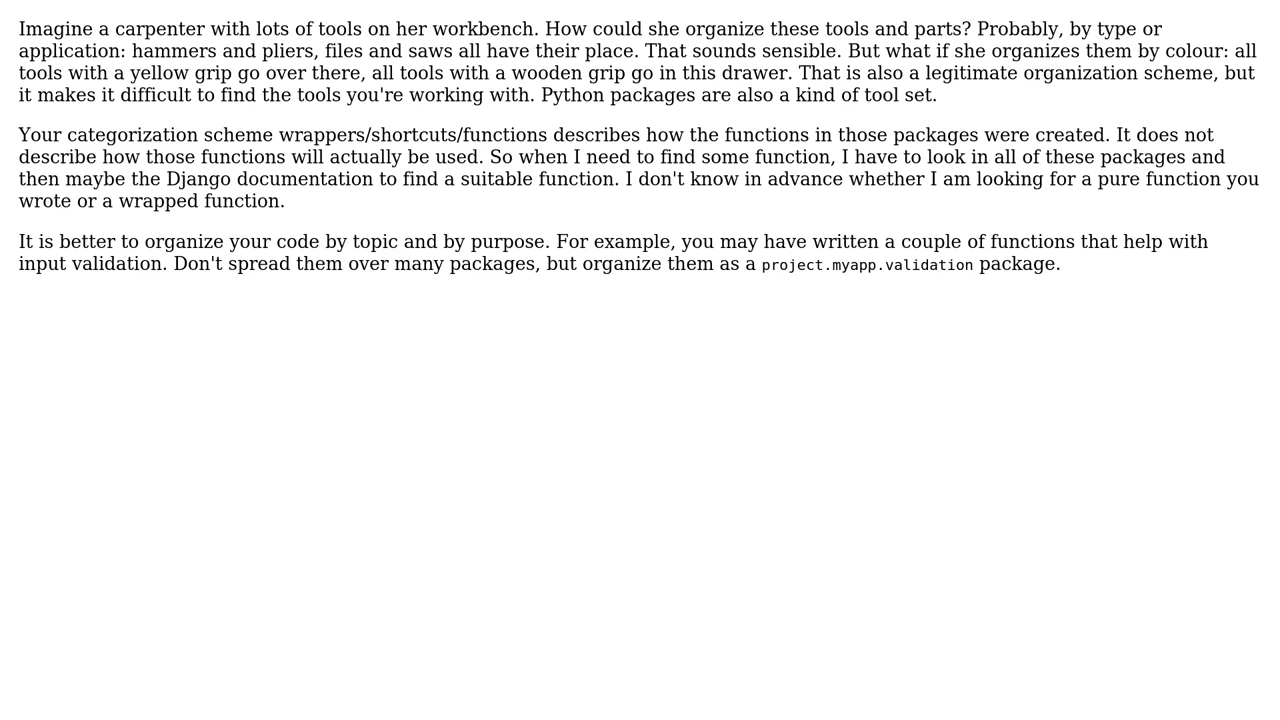 Imagine a carpenter with lots of tools on her workbench. How could she organize these tools and parts? Probably, by type or
application: hammers and pliers, files and saws all have their place. That sounds sensible. But what if she organizes them by colour: all
tools with a yellow grip go over there, all tools with a wooden grip go in this drawer. That is also a legitimate organization scheme, but
it makes it difficult to find the tools you're working with. Python packages are also a kind of tool set.
Your categorization scheme wrappers/shortcuts/functions describes how the functions in those packages were created. It does not
describe how those functions will actually be used. So when I need to find some function, I have to look in all of these packages and
then maybe the Django documentation to find a suitable function. I don't know in advance whether I am looking for a pure function you
wrote or a wrapped function.
It is better to organize your code by topic and by purpose. For example, you may have written a couple of functions that help with
input validation. Don't spread them over many packages, but organize them as a project.myapp.validation package.